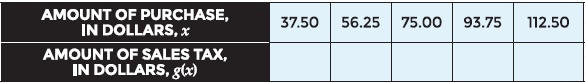 AMOUNT OF PURCHASE,
IN DOLLARS, x
37.50 56.25 75.00 93.75 112.50
AMOUNT OF SALES TAX,
IN DOLLARS, g(x)